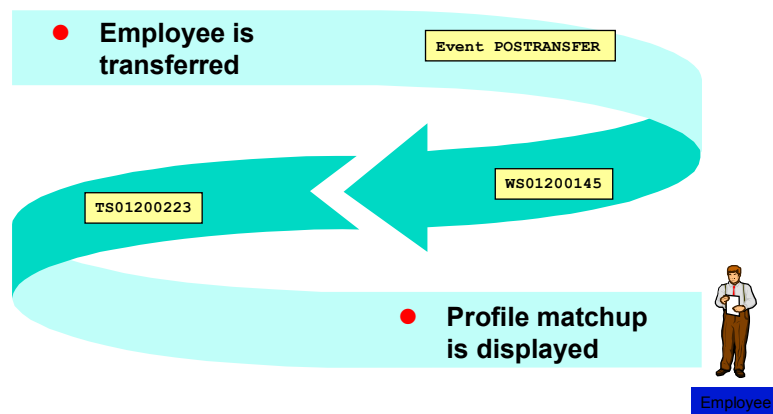 Employee is
transferred
Event POSTRANSFER
WS01200145
TS01200223
Profile matchup
is displayed
Employee